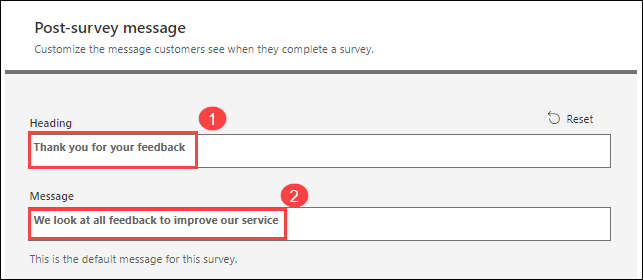 Post-survey message
Customize the message customers see when they complete a survey.
1
Heading
Reset
Thank you for your feedback
2
Message
We look at all feedback to improve our service
This is the default message for this survey.